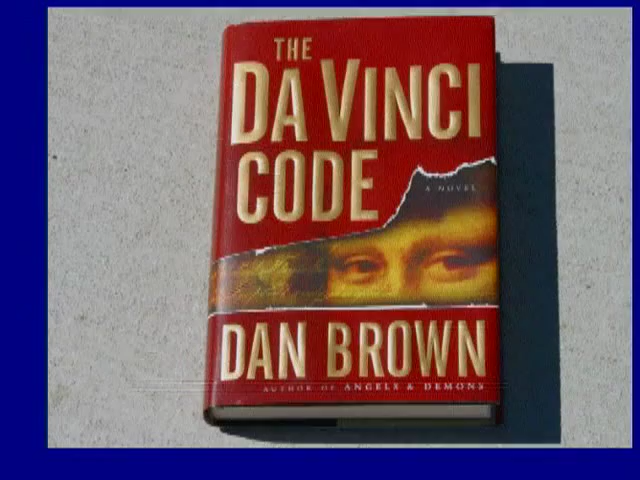 THE
DA VINCI
CODE
A NOVEL
DAN BROWN
AUTHOR OF ANGELS & DEMONS